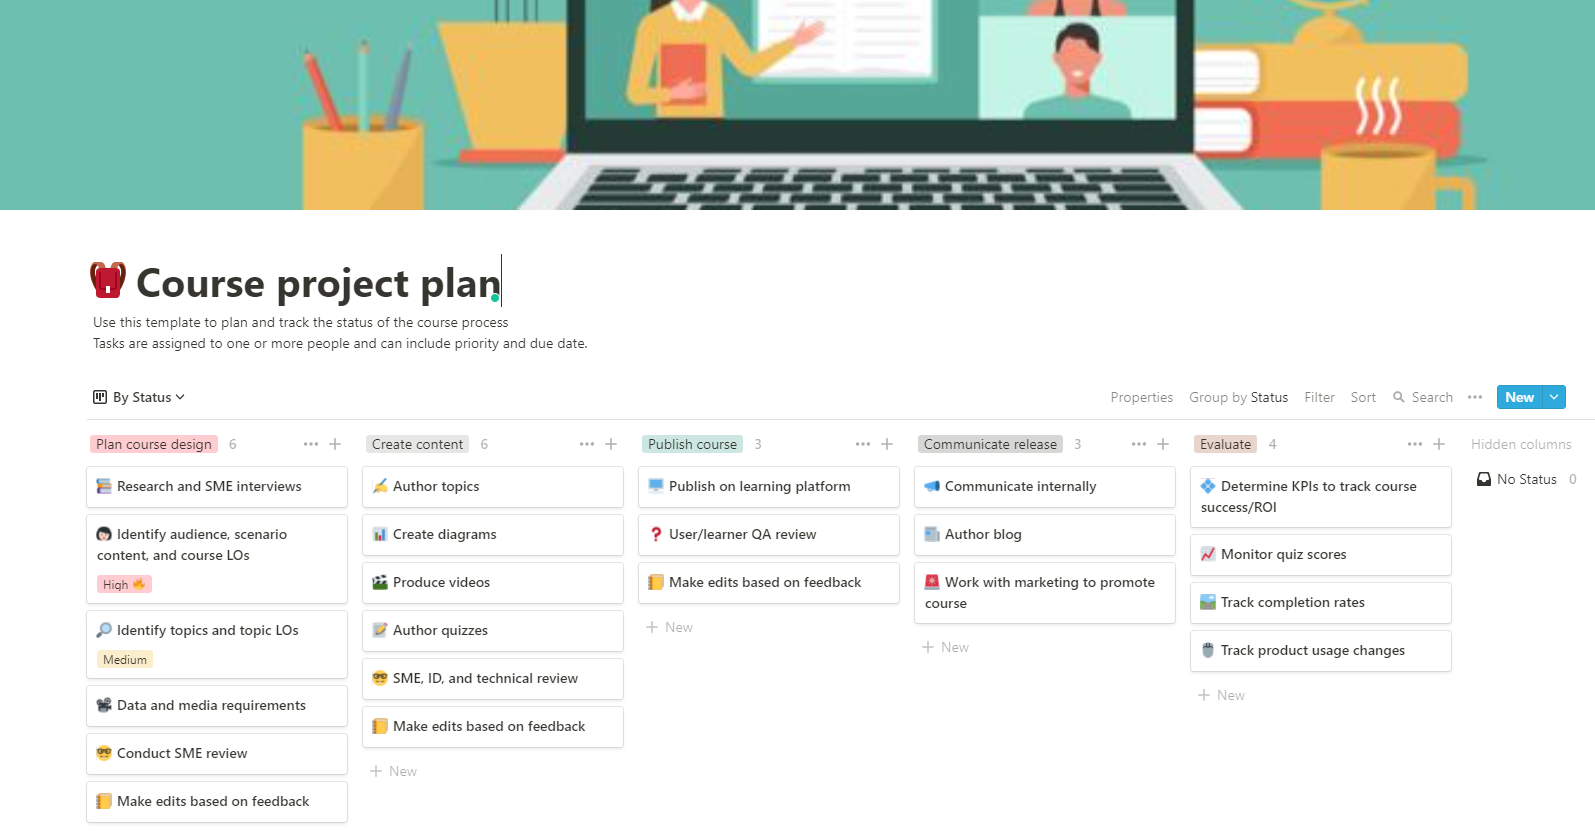 Course project plan
Use this template to plan and track the status of the course process
Tasks are assigned to one or more people and can include priority and due date.
By Status
Properties
Group by Status
Filter
Sort
Search
New
Plan course design 6
Research and SME interviews
Identify audience, scenario
content, and course LOs
High
Identify topics and topic LOs
Medium
Data and media requirements
Conduct SME review
Make edits based on feedback
Create content 6
Author topics
Create diagrams
Produce videos
Author quizzes
SME, ID, and technical review
Make edits based on feedback
New
Publish course 3
Publish on learning platform
User/learner QA review
Make edits based on feedback
New
Communicate release 3
Communicate internally
Author blog
Work with marketing to promote
course
New
Evaluate 4
Determine KPIs to track course
success/ROI
Monitor quiz scores
Track completion rates
Track product usage changes
New
Hidden columns
No Status 0